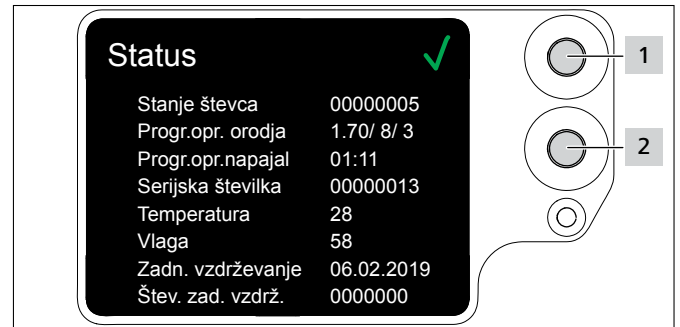 Status
Stanje števca 00000005
Progr.opr. orodja 1.70/ 8/ 3
Progr.opr.napajal 01:11
Serijska številka 00000013
Temperatura 28
Vlaga 58
Zadn. vzdrževanje 06.02.2019
Štev. zad. vzdrž. 0000000
1
2